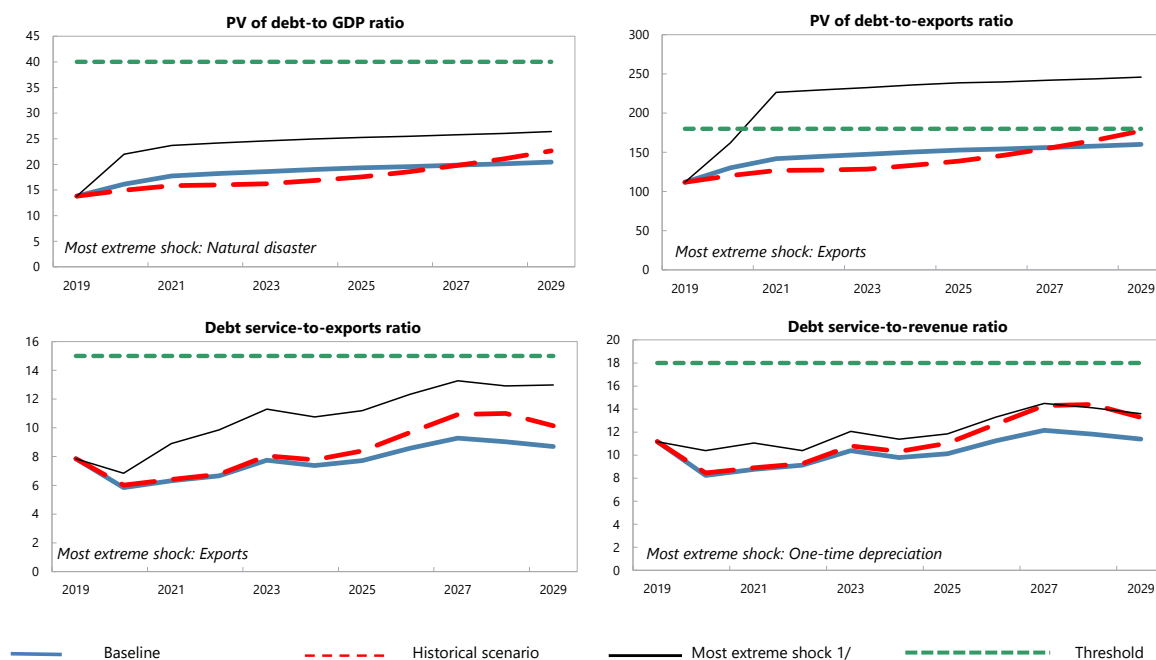 PV of debt-to GDP ratio
45
40
35
30
25
20
15
10
5
0
Most extreme shock: Natural disaster
2019 2021 2023 2025 2027 2029
PV of debt-to-exports ratio
300
250
200
150
100
50
0
Most extreme shock: Exports
2019 2021 2023 2025 2027 2029
Debt service-to-exports ratio
16
14
12
10
8
6
4
2
0
Most extreme shock: Exports
2019 2021 2023 2025 2027 2029
Debt service-to-revenue ratio
20
18
16
14
12
10
8
6
4
2
0
Most extreme shock: One-time depreciation
2019 2021 2023 2025 2027 2029
Baseline Historical scenario Most extreme shock 1/ Threshold